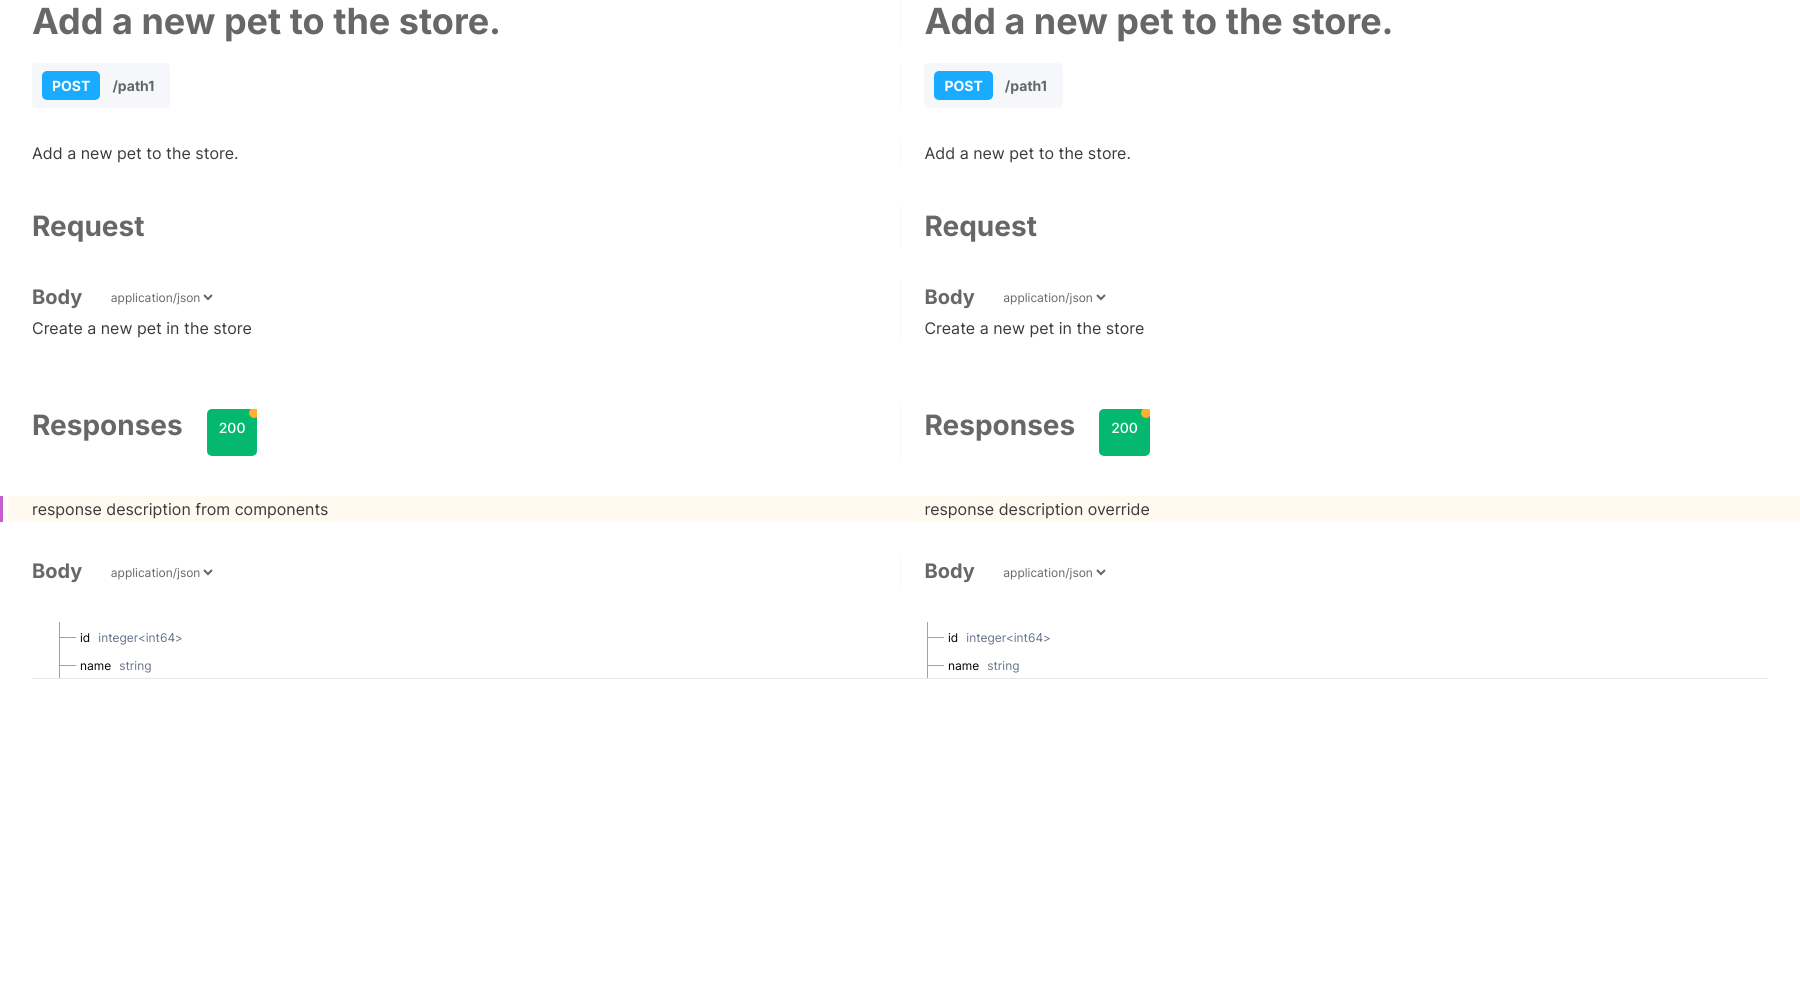 Add a new pet to the store.
POST /path1
Add a new pet to the store.
Request
Body application/json
Create a new pet in the store
Responses 200
response description from components
Body application/json
id integer<int64>
name string
Add a new pet to the store.
POST /path1
Add a new pet to the store.
Request
Body application/json
Create a new pet in the store
Responses 200
response description override
Body application/json
id integer<int64>
name string